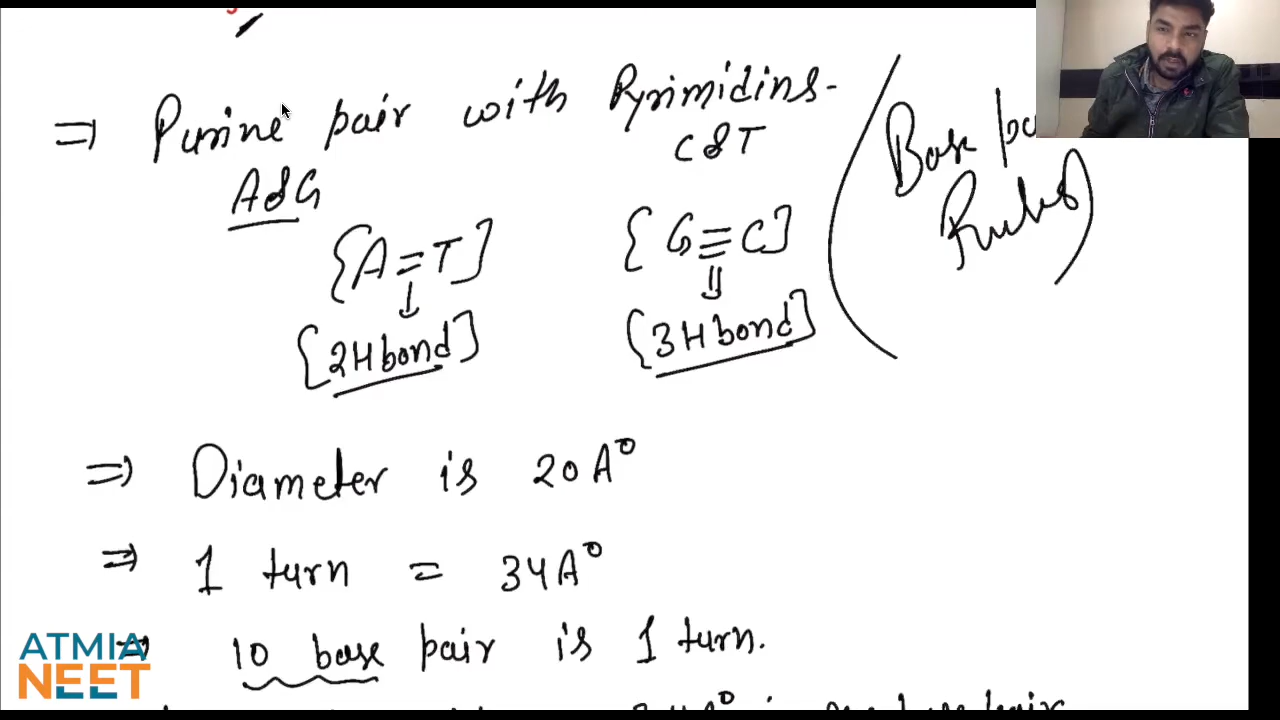 ⇒ Purine pair with Pyrimidins-
A & G
C & T
{A = T]
{G ≡ C]
{2H bond]
{3H bond]
(Base
Rules)
⇒ Diameter is 20A°
⇒ 1 turn = 34A°
⇒ 10 base pair is 1 turn.
ATMIA
NEET